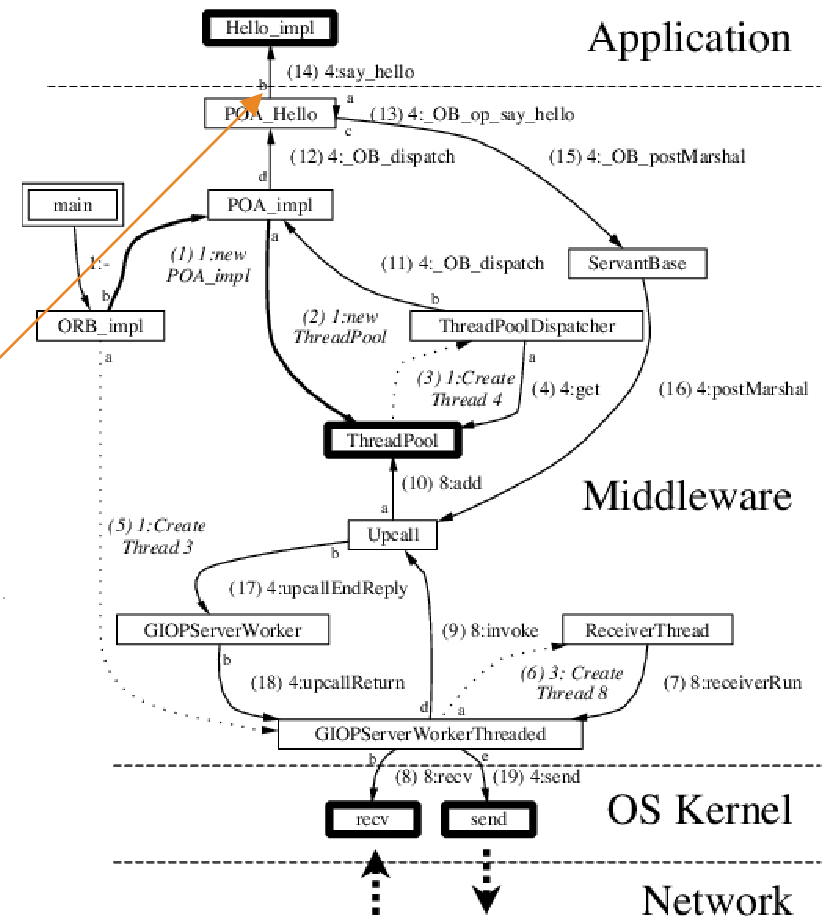 Hello_impl
Application
(14) 4:say_hello
b
a
POA_Hello
(13) 4:_OB_op_say_hello
c
(12) 4:_OB_dispatch
(15) 4:_OB_postMarshal
d
main
POA_impl
a
(1) 1:new
POA_impl
1:-
(11) 4:_OB_dispatch
ServantBase
b
b
(2) 1:new
ThreadPool
ORB_impl
ThreadPoolDispatcher
a
a
(3) 1:Create
Thread 4
(4) 4:get
(16) 4:postMarshal
ThreadPool
(10) 8:add
Middleware
a
(5) 1:Create
Thread 3
Upcall
b
(17) 4:upcallEndReply
GIOPServerWorker
(9) 8:invoke
ReceiverThread
b
(18) 4:upcallReturn
(6) 3: Create
Thread 8
(7) 8:receiverRun
d
a
GIOPServerWorkerThreaded
b
(8) 8:recv
(19) 4:send
recv
send
OS Kernel
Network